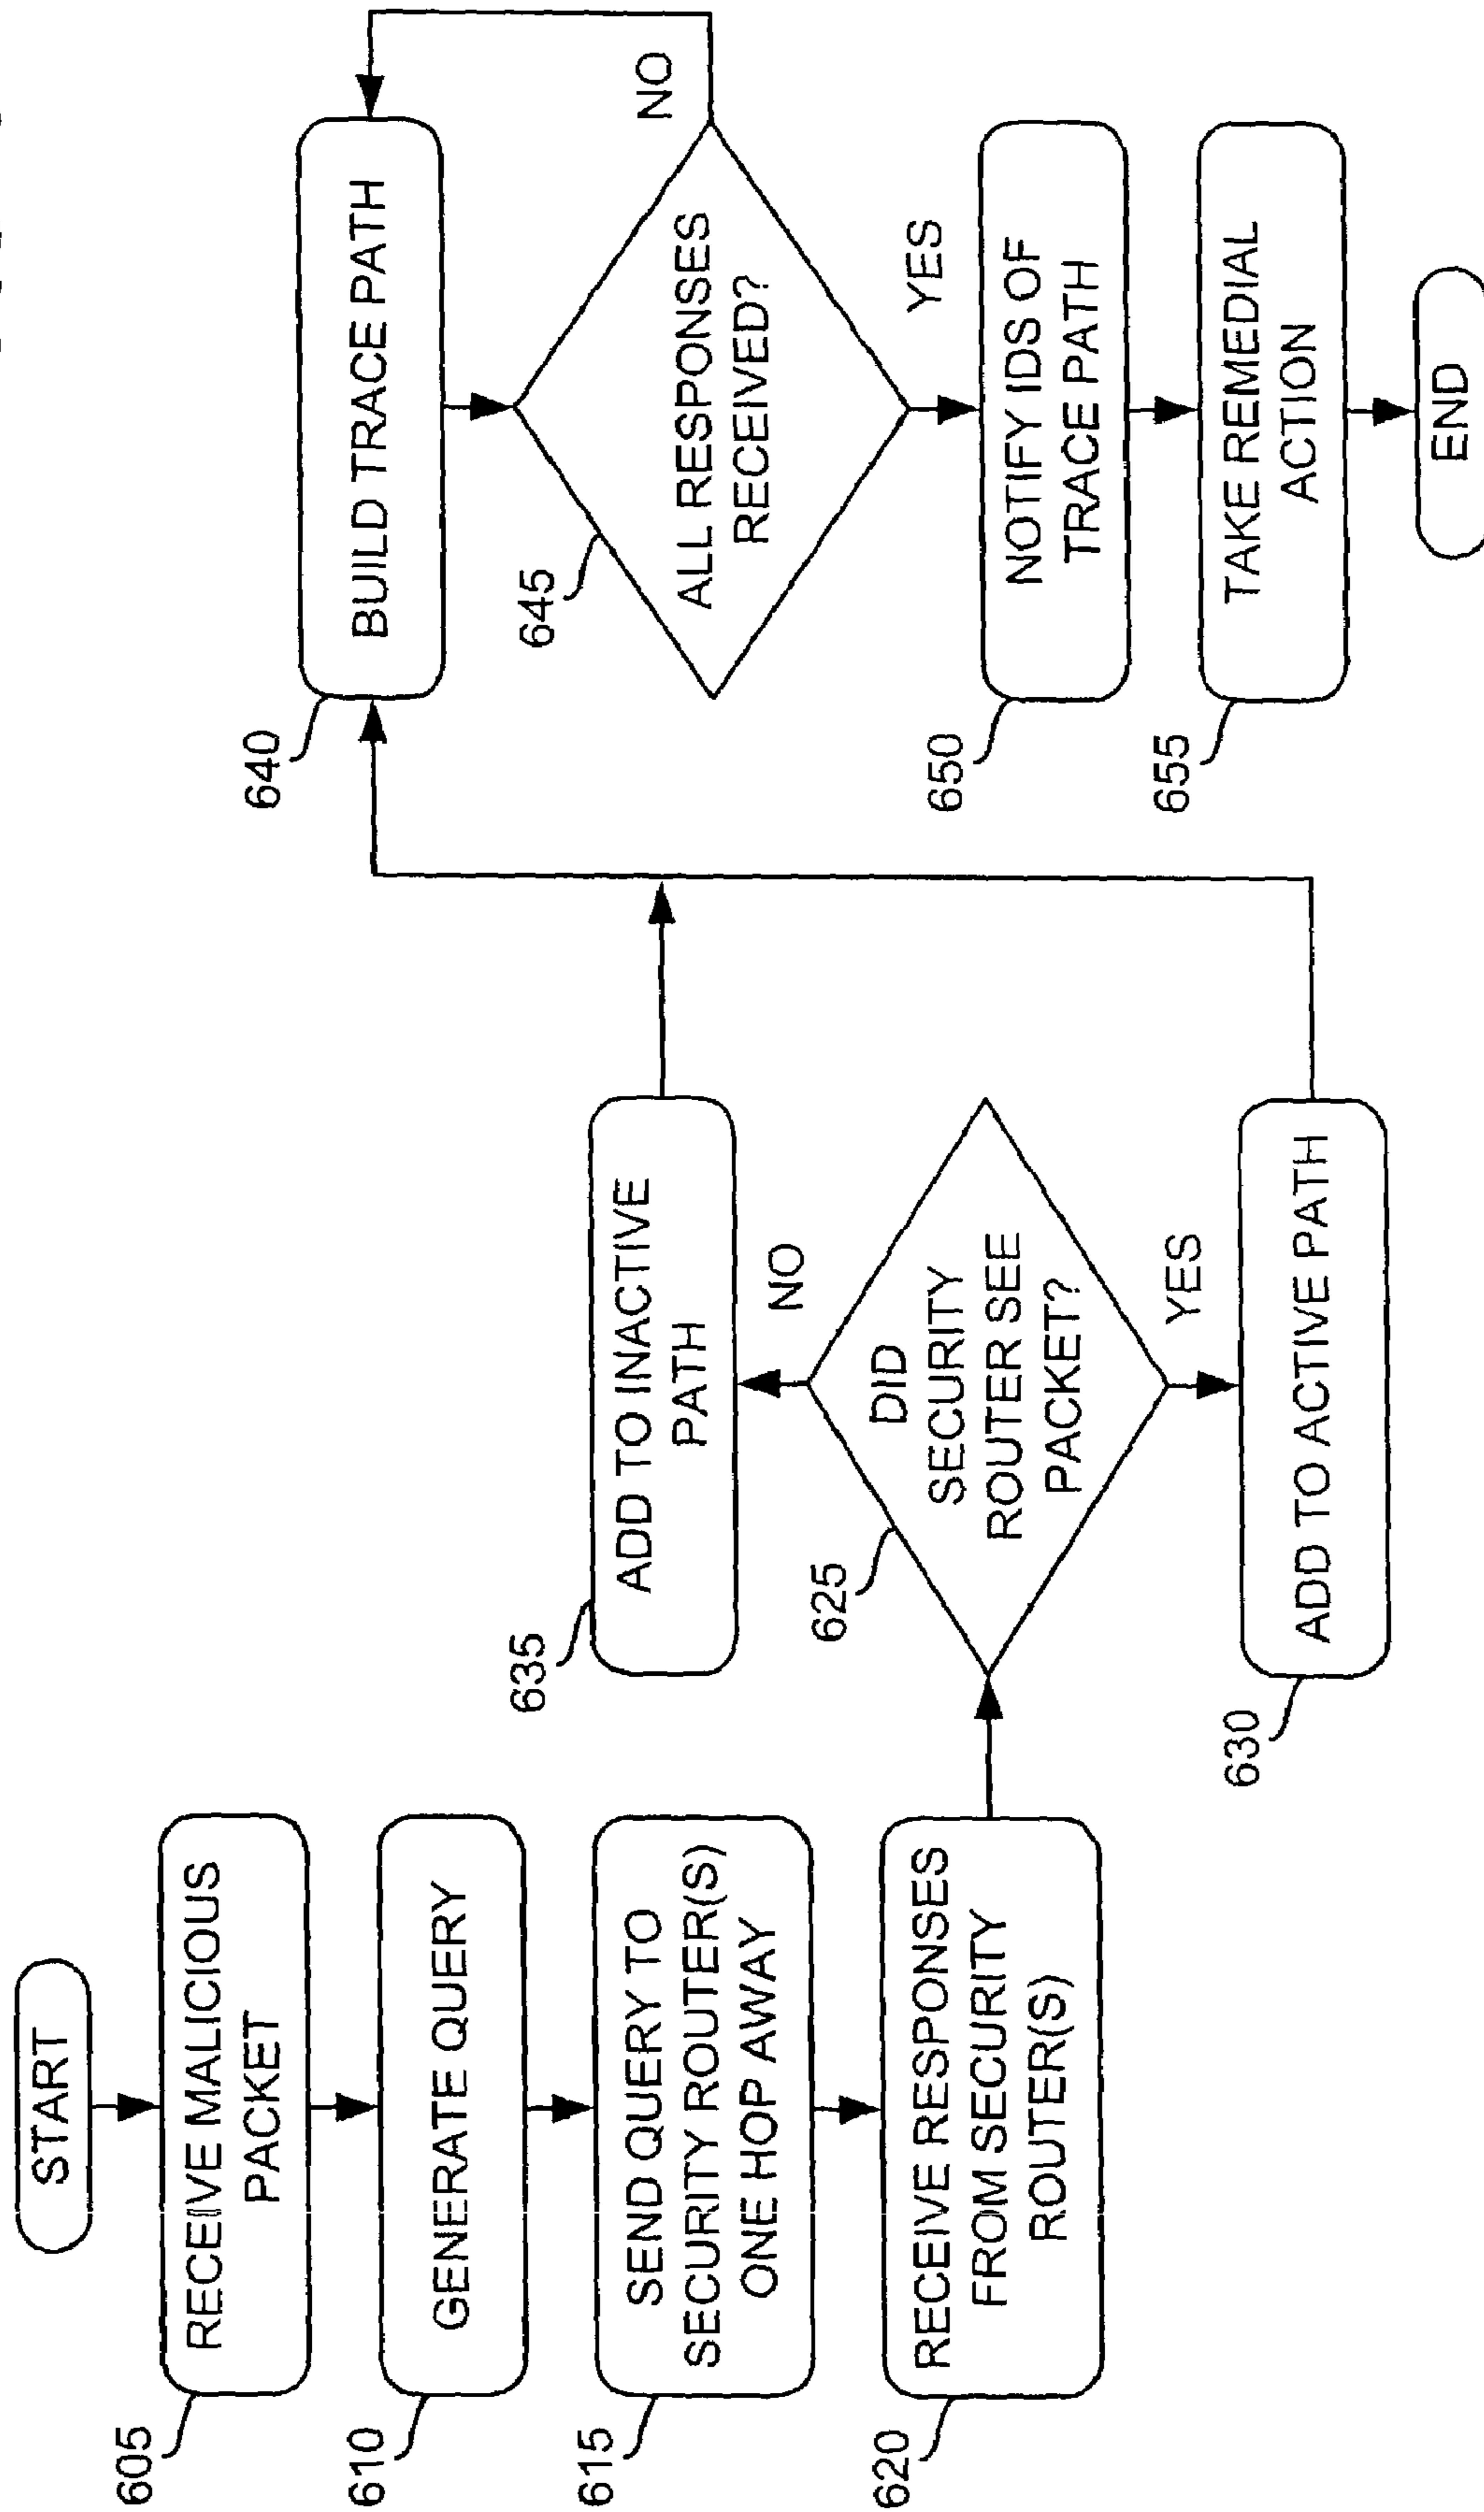 START
605
RECEIVE MALICIOUS
PACKET
610
GENERATE QUERY
615
SEND QUERY TO
SECURITY ROUTER(S)
ONE HOP AWAY
620
RECEIVE RESPONSES
FROM SECURITY
ROUTER(S)
635
ADD TO INACTIVE
PATH
NO
625
DID
SECURITY
ROUTER SEE
PACKET?
YES
630
ADD TO ACTIVE PATH
640
BUILD TRACE PATH
645
ALL RESPONSES
RECEIVED?
NO
YES
650
NOTIFY IDS OF
TRACE PATH
655
TAKE REMEDIAL
ACTION
END